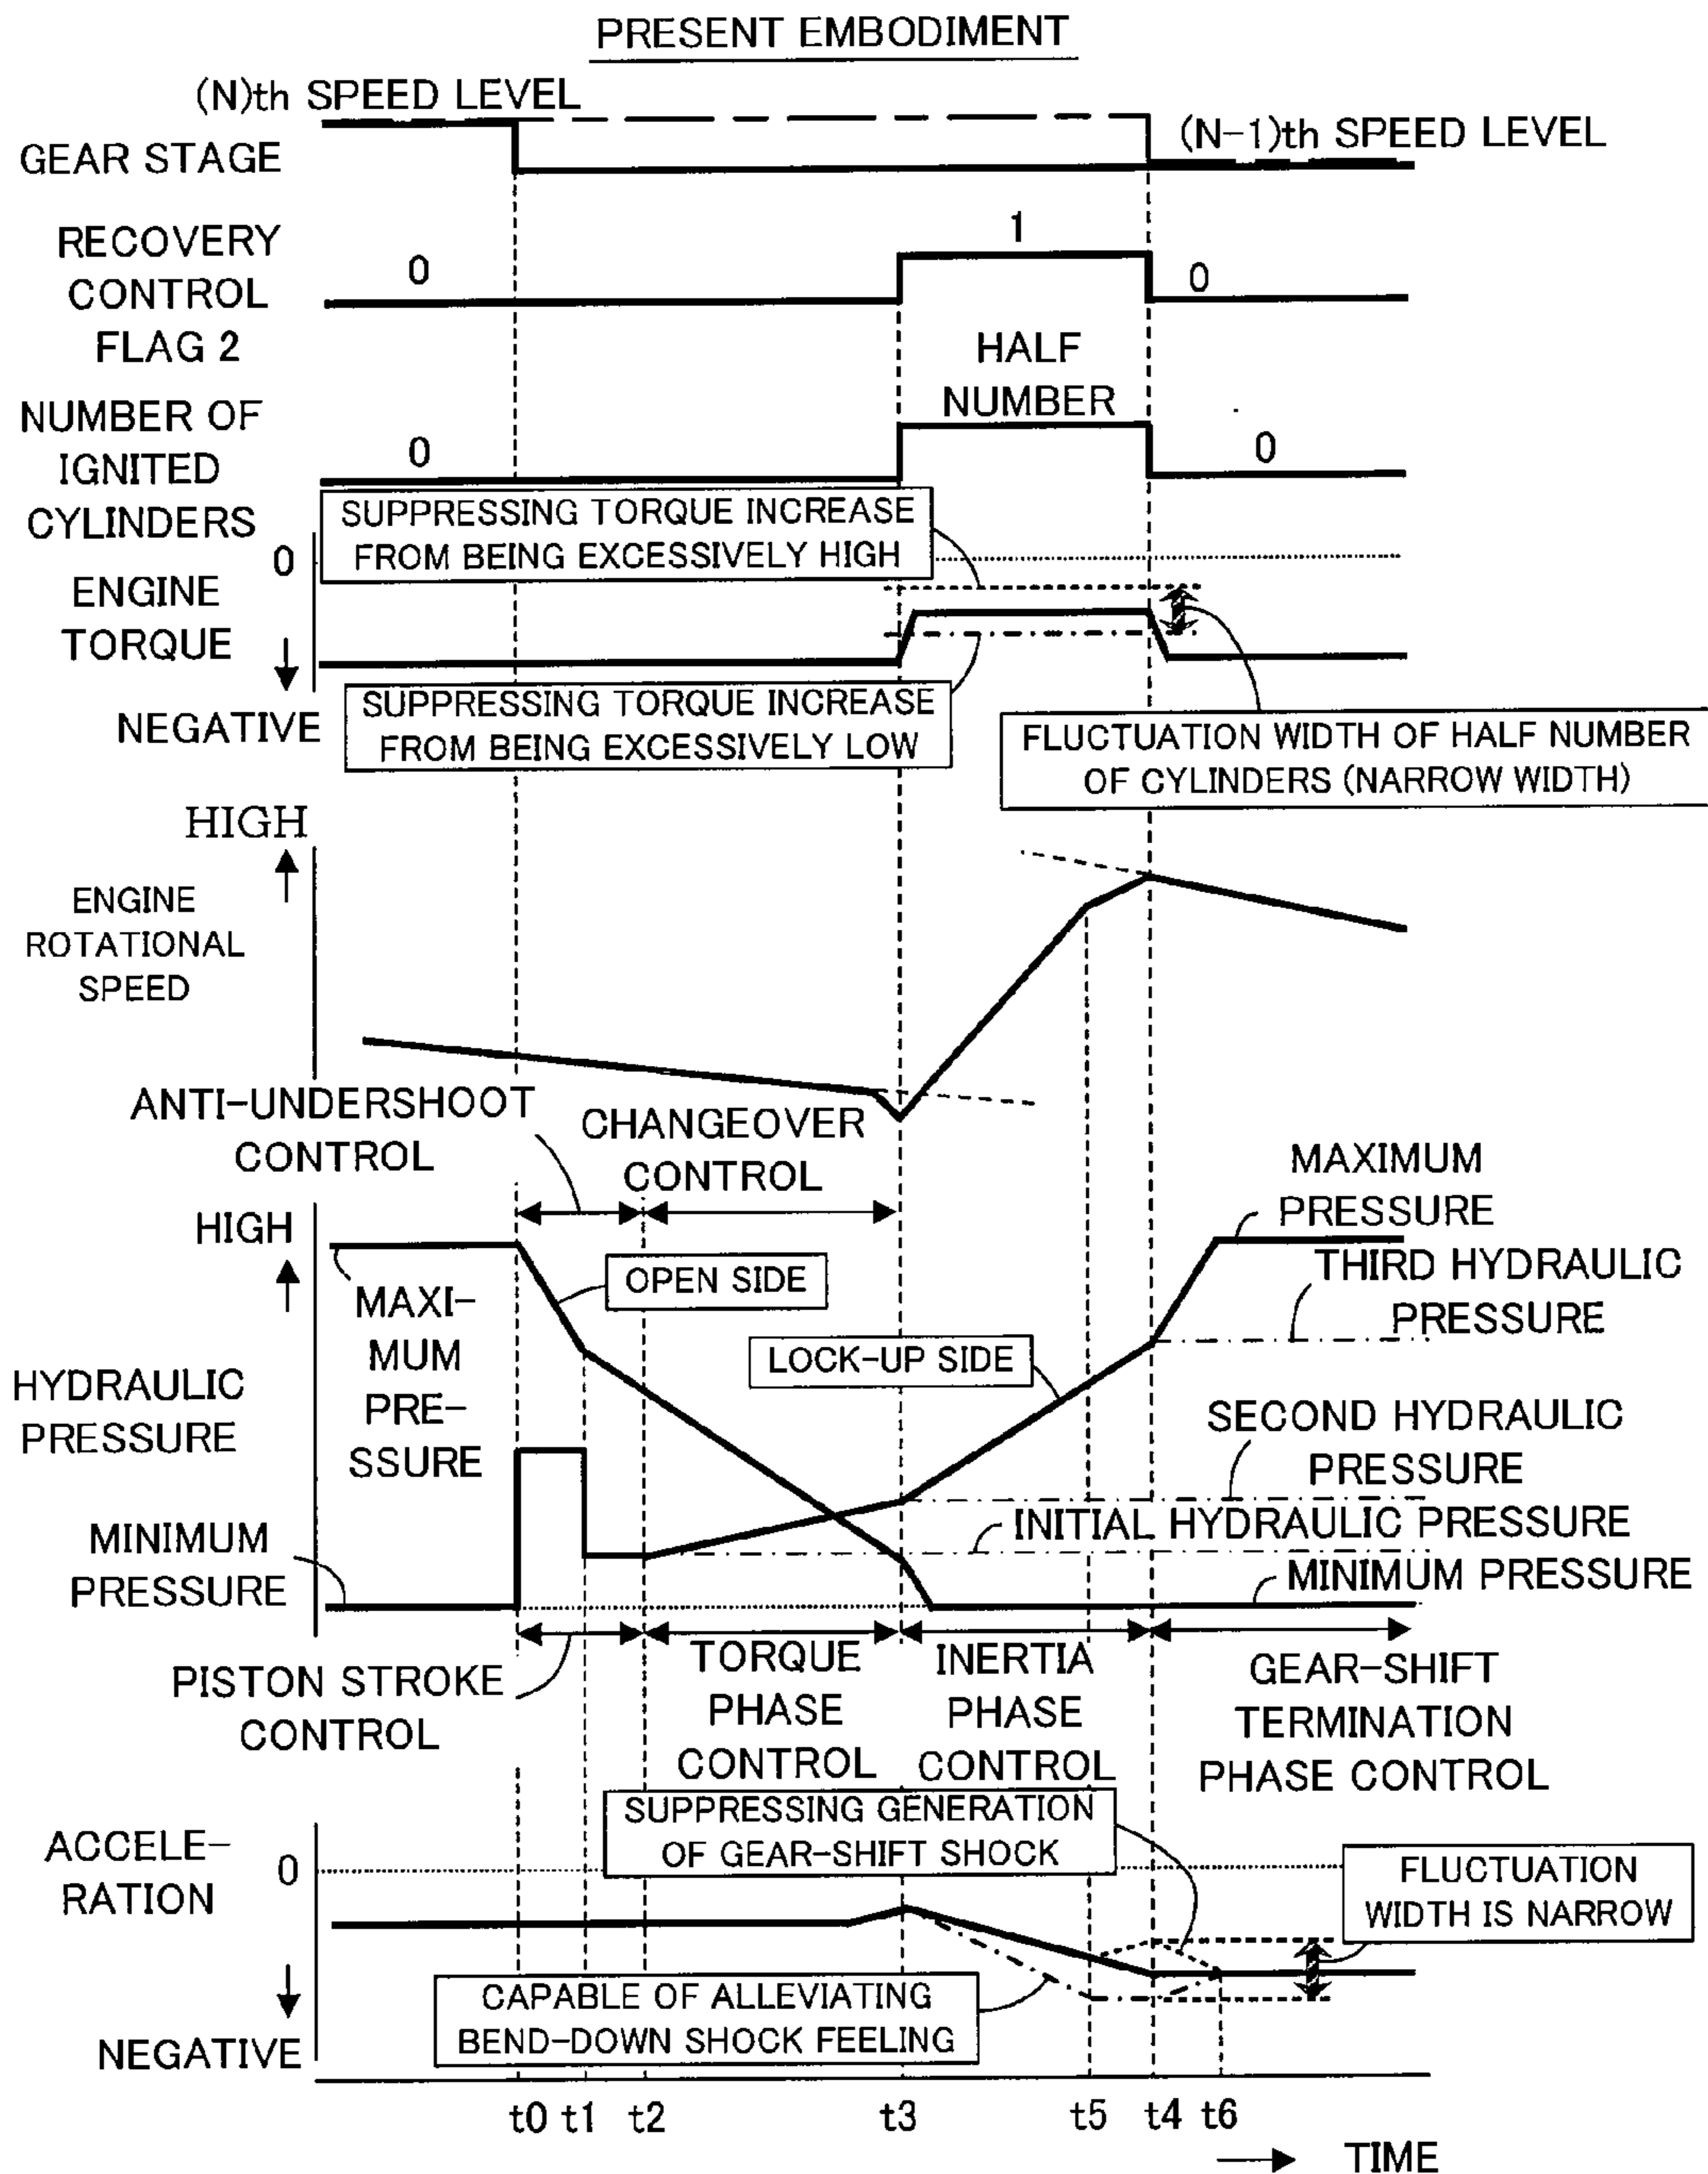 PRESENT EMBODIMENT
(N)th SPEED LEVEL
(N-1)th SPEED LEVEL
GEAR STAGE
RECOVERY
CONTROL
FLAG 2
0
1
0
HALF
NUMBER
NUMBER OF
IGNITED
CYLINDERS
0
0
SUPPRESSING TORQUE INCREASE
FROM BEING EXCESSIVELY HIGH
0
ENGINE
TORQUE
NEGATIVE
SUPPRESSING TORQUE INCREASE
FROM BEING EXCESSIVELY LOW
FLUCTUATION WIDTH OF HALF NUMBER
OF CYLINDERS (NARROW WIDTH)
HIGH
ENGINE
ROTATIONAL
SPEED
ANTI-UNDERSHOOT
CONTROL
CHANGEOVER
CONTROL
MAXIMUM
PRESSURE
HIGH
OPEN SIDE
THIRD HYDRAULIC
PRESSURE
MAXI-
MUM
PRE-
SSURE
LOCK-UP SIDE
HYDRAULIC
PRESSURE
SECOND HYDRAULIC
PRESSURE
INITIAL HYDRAULIC PRESSURE
MINIMUM
PRESSURE
MINIMUM PRESSURE
PISTON STROKE
CONTROL
TORQUE
PHASE
CONTROL
INERTIA
PHASE
CONTROL
GEAR-SHIFT
TERMINATION
PHASE CONTROL
SUPPRESSING GENERATION
OF GEAR-SHIFT SHOCK
ACCELE-
RATION
0
FLUCTUATION
WIDTH IS NARROW
CAPABLE OF ALLEVIATING
BEND-DOWN SHOCK FEELING
NEGATIVE
t0 t1 t2 t3 t5 t4 t6
TIME